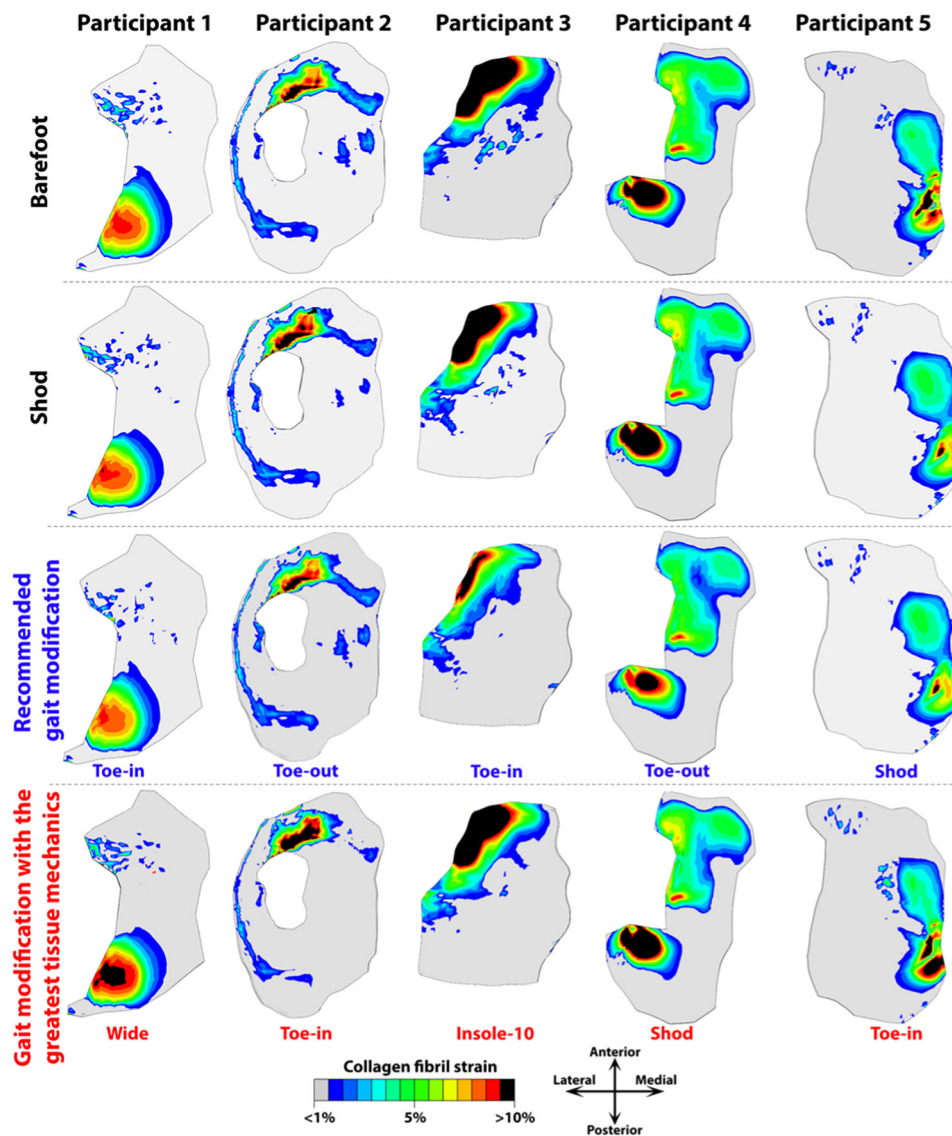 Participant 1 Participant 2 Participant 3 Participant 4 Participant 5
Barefoot
Shod
Recommended
gait modification
Toe-in Toe-out Toe-in Toe-out Shod
Gait modification with the
greatest tissue mechanics
Wide Toe-in Insole-10 Shod Toe-in
Collagen fibril strain
<1% 5% >10%
Anterior
Lateral Medial
Posterior